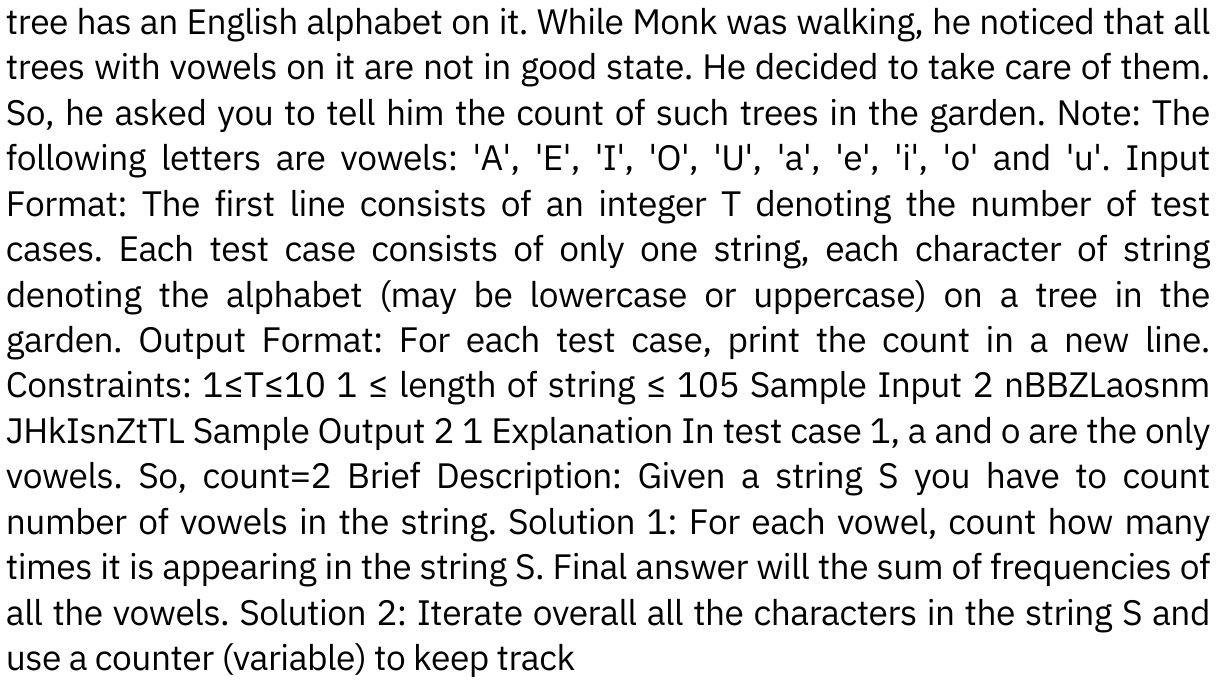 tree has an English alphabet on it. While Monk was walking, he noticed that all
trees with vowels on it are not in good state. He decided to take care of them.
So, he asked you to tell him the count of such trees in the garden. Note: The
following letters are vowels: 'A', 'E', 'I', 'O', 'U', 'a', 'e', 'i', 'o' and 'u'. Input
Format: The first line consists of an integer T denoting the number of test
cases. Each test case consists of only one string, each character of string
denoting the alphabet (may be lowercase or uppercase) on a tree in the
garden. Output Format: For each test case, print the count in a new line.
Constraints: 1≤T≤10 1 ≤ length of string ≤ 105 Sample Input 2 nBBZLaosnm
JHkIsnZtTL Sample Output 2 1 Explanation In test case 1, a and o are the only
vowels. So, count=2 Brief Description: Given a string S you have to count
number of vowels in the string. Solution 1: For each vowel, count how many
times it is appearing in the string S. Final answer will the sum of frequencies of
all the vowels. Solution 2: Iterate overall all the characters in the string S and
use a counter (variable) to keep track